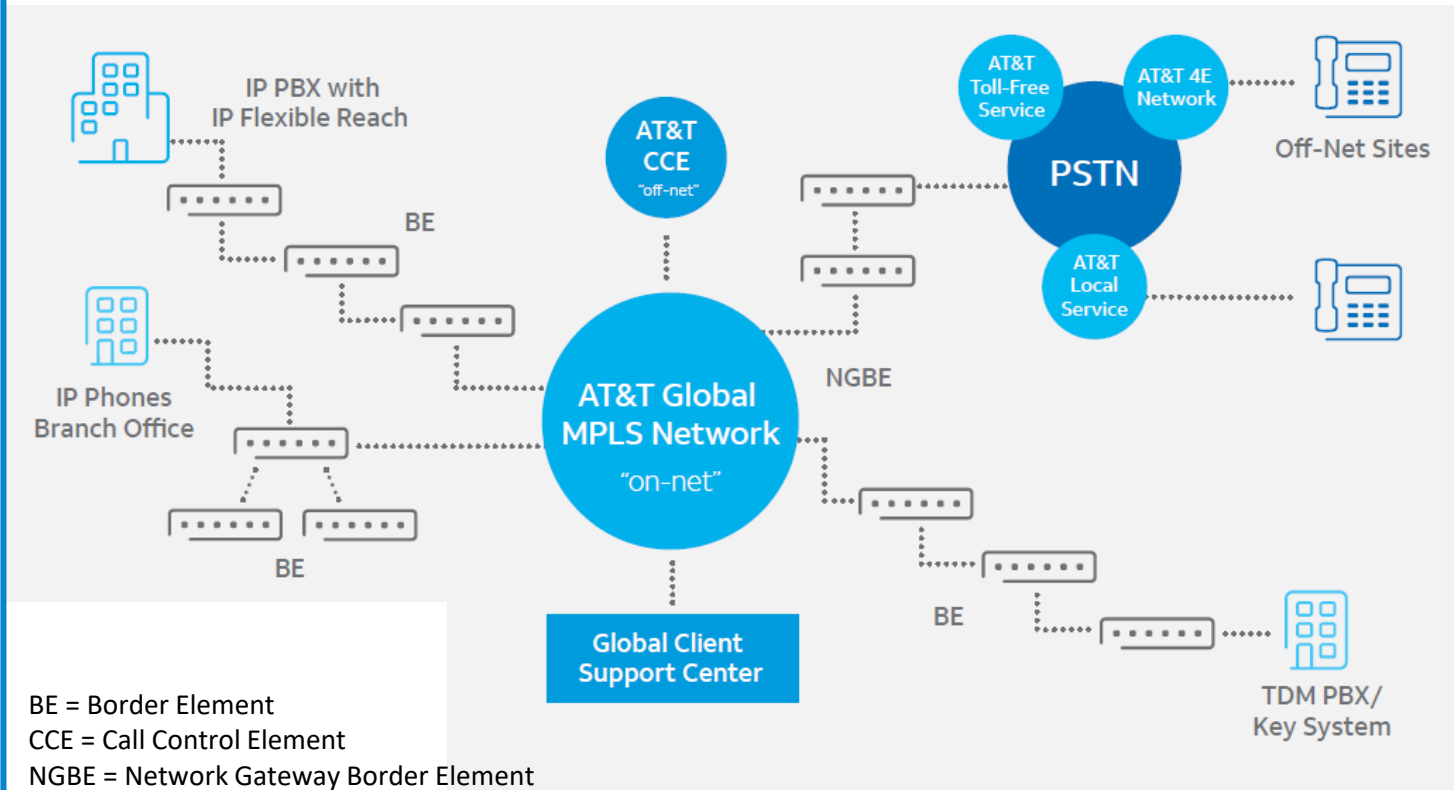 IP PBX with
IP Flexible Reach
BE
AT&T
CCE
“off-net”
AT&T
Toll-Free
Service
AT&T 4E
Network
PSTN
Off-Net Sites
AT&T
Local
Service
NGBE
IP Phones
Branch Office
BE
AT&T Global
MPLS Network
“on-net”
BE
Global Client
Support Center
TDM PBX/
Key System
BE = Border Element
CCE = Call Control Element
NGBE = Network Gateway Border Element